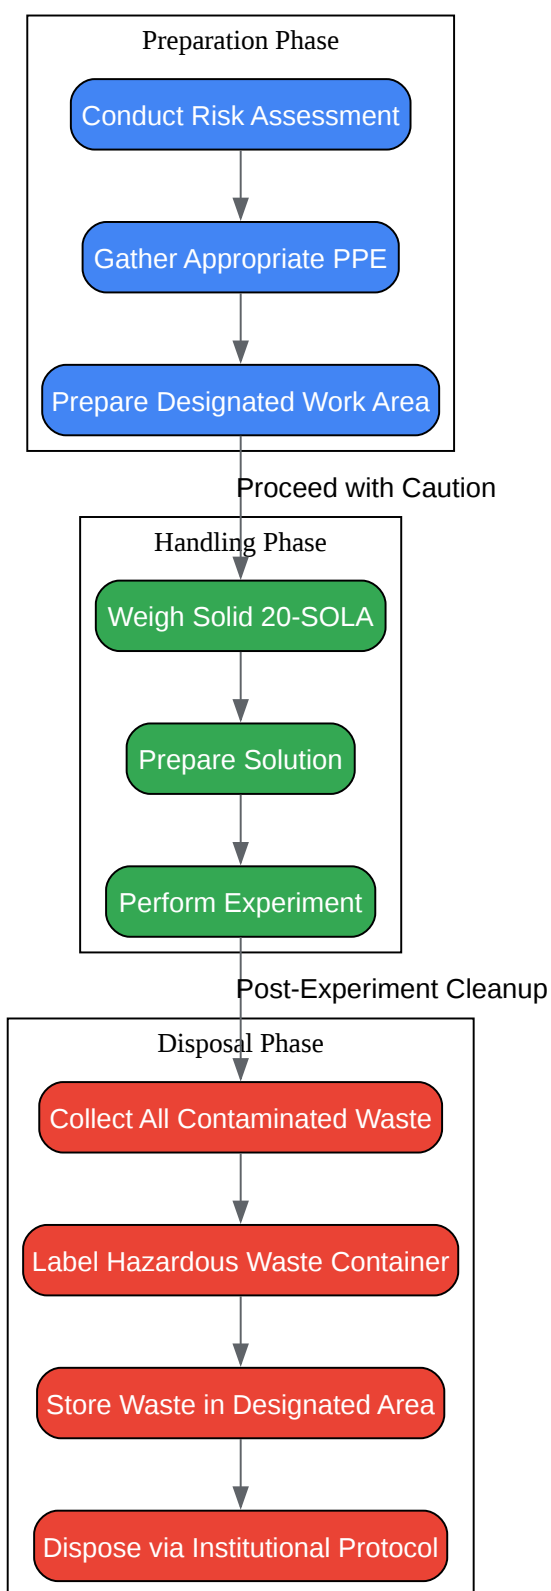 Preparation Phase
Conduct Risk Assessment
Gather Appropriate PPE
Prepare Designated Work Area
Proceed with Caution
Handling Phase
Weigh Solid 20-SOLA
Prepare Solution
Perform Experiment
Post-Experiment Cleanup
Disposal Phase
Collect All Contaminated Waste
Label Hazardous Waste Container
Store Waste in Designated Area
Dispose via Institutional Protocol